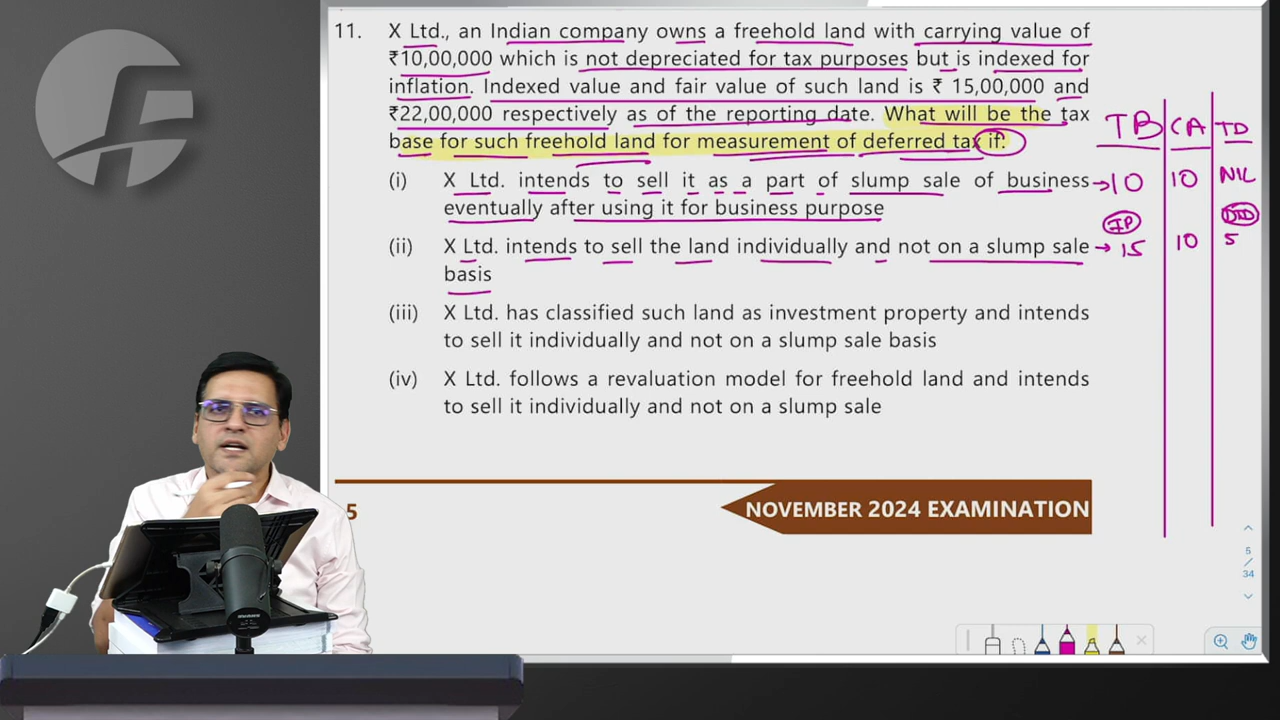 11. X Ltd., an Indian company owns a freehold land with carrying value of
₹10,00,000 which is not depreciated for tax purposes but is indexed for
inflation. Indexed value and fair value of such land is ₹ 15,00,000 and
₹22,00,000 respectively as of the reporting date. What will be the tax
base for such freehold land for measurement of deferred tax if:
TB CA TD
(i) X Ltd. intends to sell it as a part of slump sale of business
eventually after using it for business purpose
→10 10 NIL
(ii) X Ltd. intends to sell the land individually and not on a slump sale
basis
IP DTD
→15 10 5
(iii) X Ltd. has classified such land as investment property and intends
to sell it individually and not on a slump sale basis
(iv) X Ltd. follows a revaluation model for freehold land and intends
to sell it individually and not on a slump sale
5
NOVEMBER 2024 EXAMINATION
5
/
34